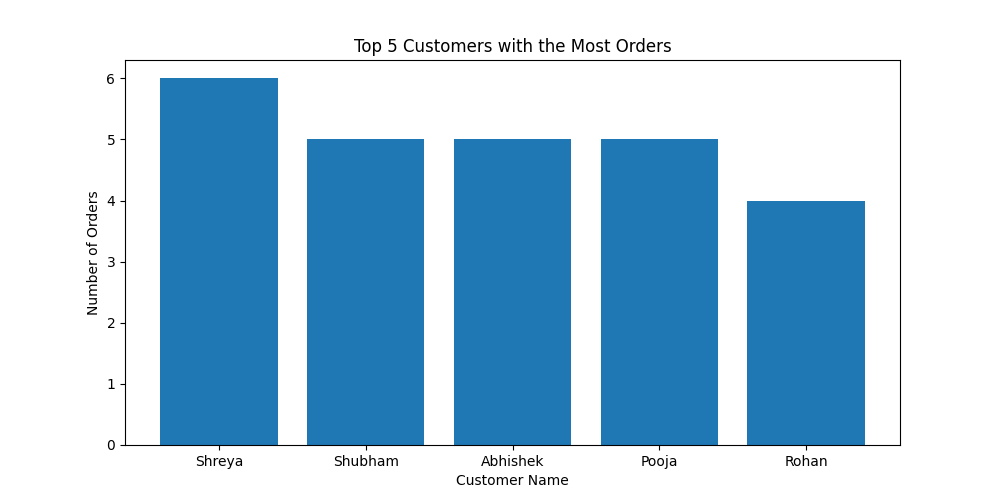 Top 5 Customers with the Most Orders
Number of Orders
6
5
4
3
2
1
0
Shreya Shubham Abhishek Pooja Rohan
Customer Name